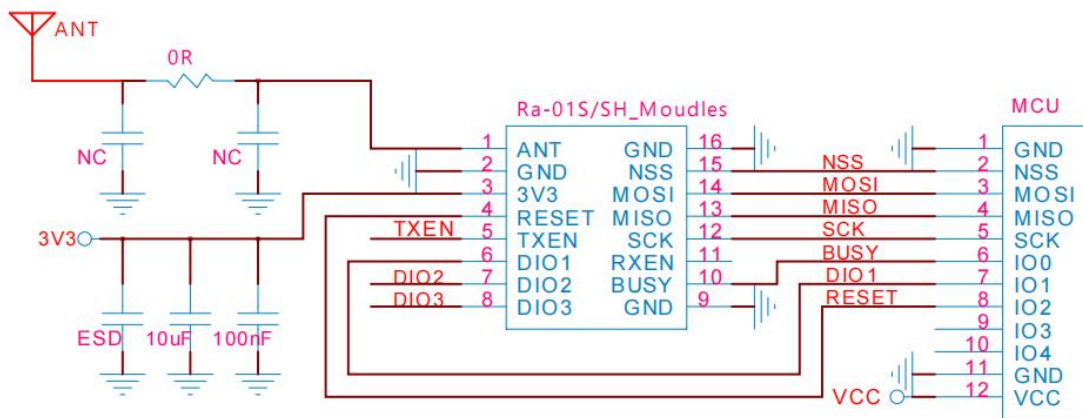 ANT
0R
NC
NC
3V3
ESD
10uF
100nF
Ra-01S/SH_Moudles
1 ANT GND 16
2 GND NSS 15
3 3V3 MOSI 14
4 RESET MISO 13
TXEN 5 TXEN SCK 12
6 DIO1 RXEN 11
DIO2 7 DIO2 BUSY 10
DIO3 8 DIO3 GND 9
MCU
1 GND
NSS 2 NSS
MOSI 3 MOSI
MISO 4 MISO
SCK 5 SCK
BUSY 6 IO0
DIO1 7 IO1
RESET 8 IO2
9 IO3
10 IO4
11 GND
VCC 12 VCC